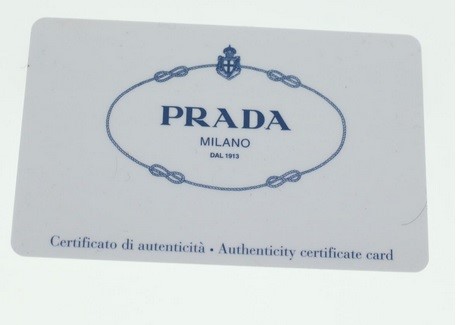 PRADA
MILANO
DAL 1913
Certificato di autenticità • Authenticity certificate card